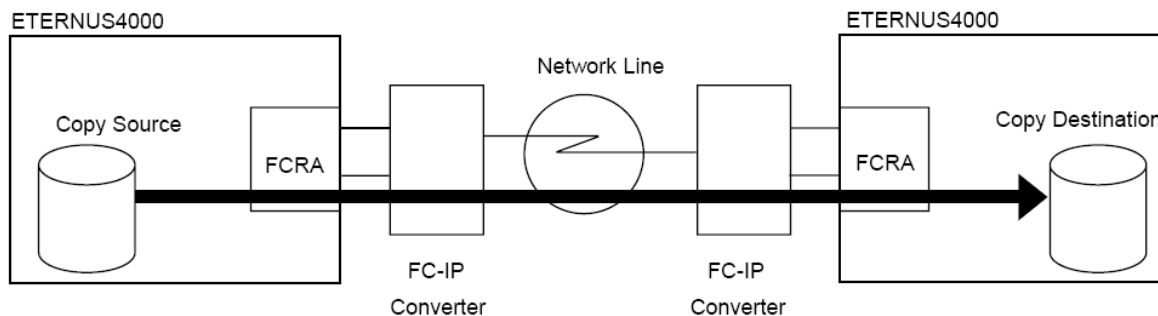 ETERNUS4000
ETERNUS4000
Network Line
Copy Source
Copy Destination
FCRA
FCRA
FC-IP
Converter
FC-IP
Converter